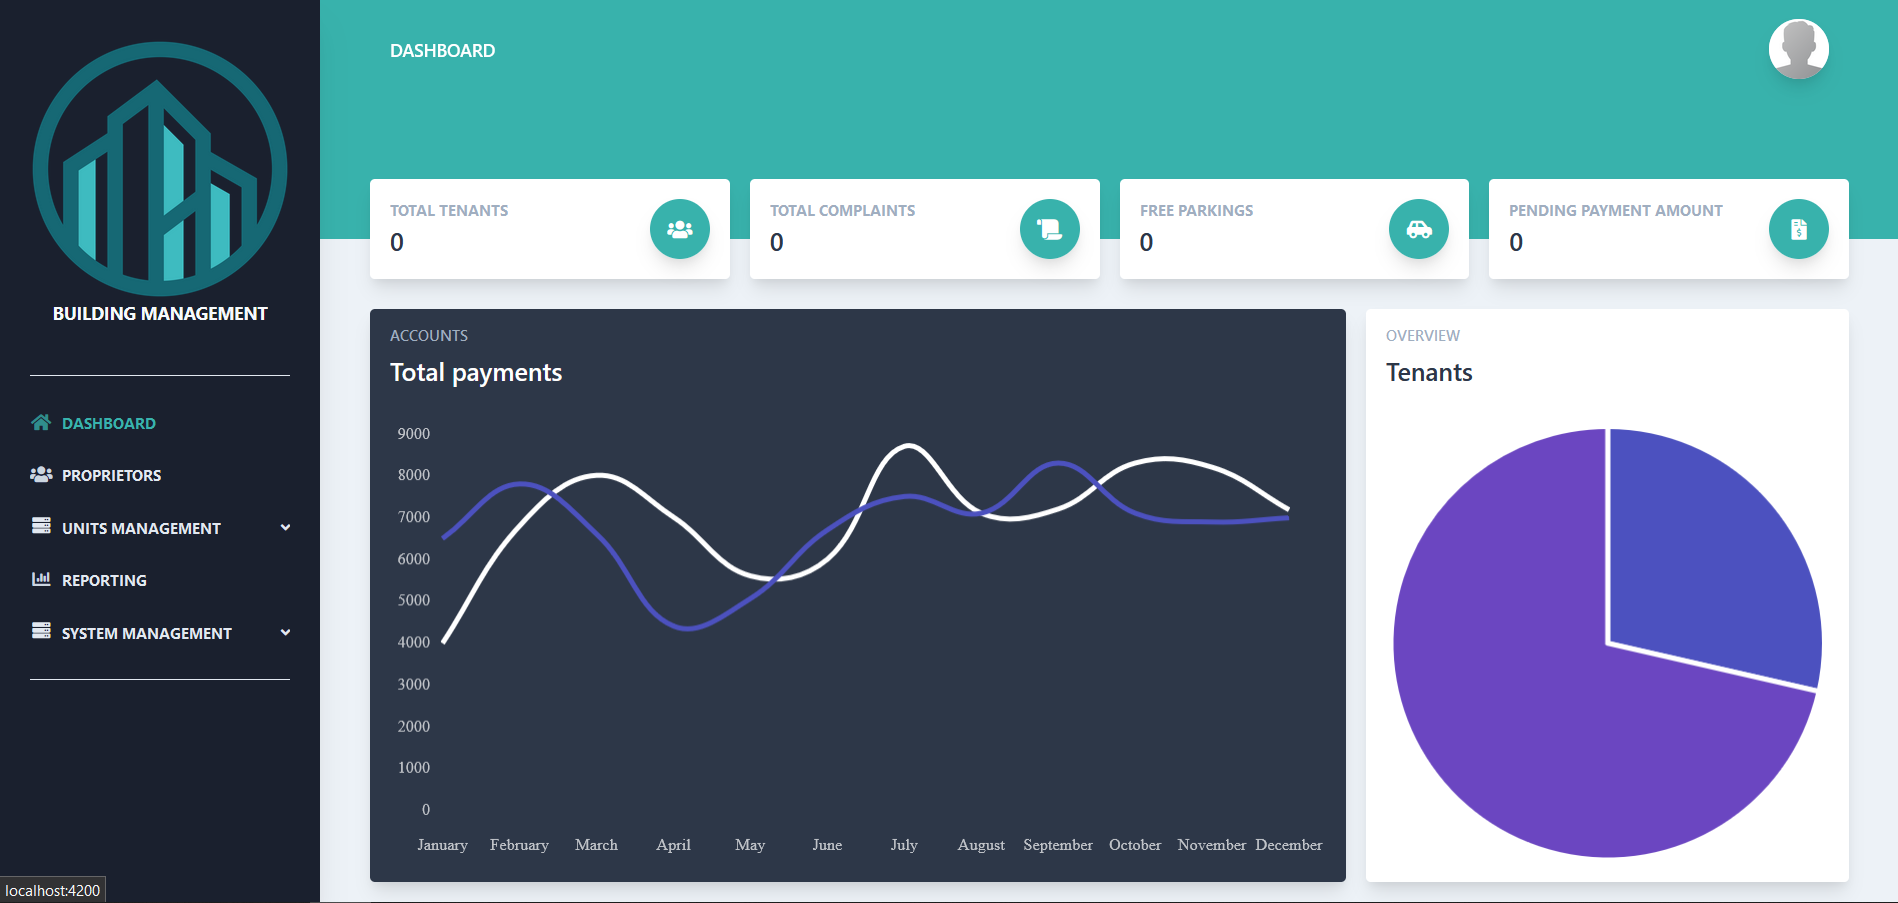 BUILDING MANAGEMENT
DASHBOARD
PROPRIETORS
UNITS MANAGEMENT
REPORTING
SYSTEM MANAGEMENT
localhost:4200
DASHBOARD
TOTAL TENANTS
0
TOTAL COMPLAINTS
0
FREE PARKINGS
0
PENDING PAYMENT AMOUNT
0
$
ACCOUNTS
Total payments
9000
8000
7000
6000
5000
4000
3000
2000
1000
0
January February March April May June July August September October November December
OVERVIEW
Tenants